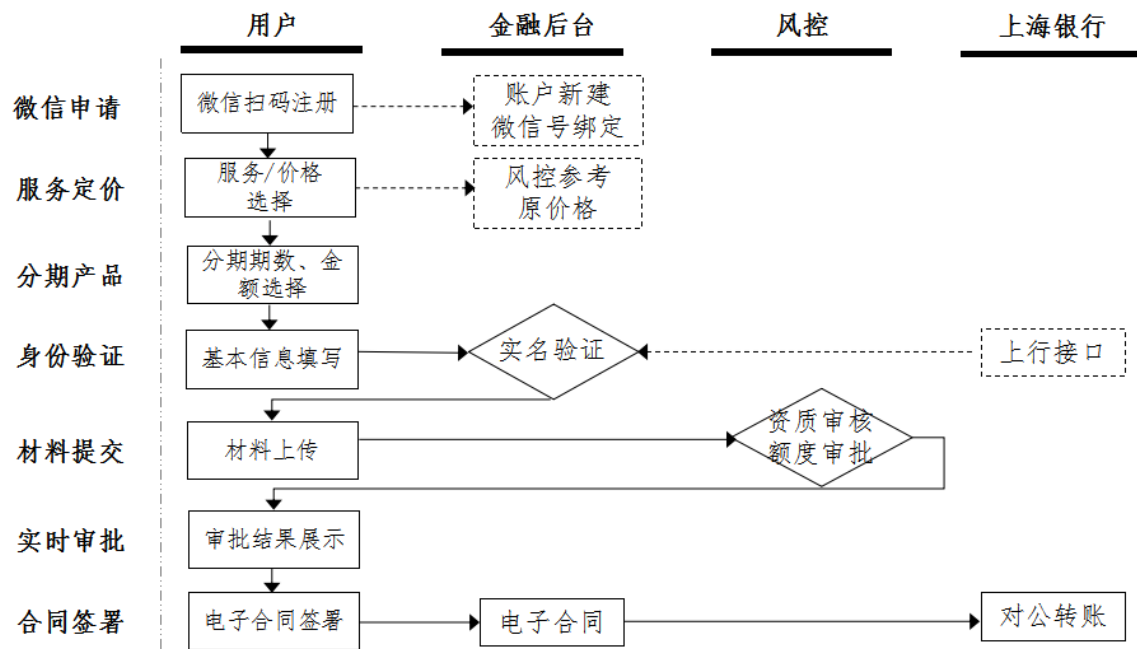 用户
金融后台
风控
上海银行
微信申请
微信扫码注册
账户新建
微信号绑定
服务定价
服务/价格
选择
风控参考
原价格
分期产品
分期期数、金
额选择
身份验证
基本信息填写
实名验证
上行接口
材料提交
材料上传
资质审核
额度审批
实时审批
审批结果展示
合同签署
电子合同签署
电子合同
对公转账